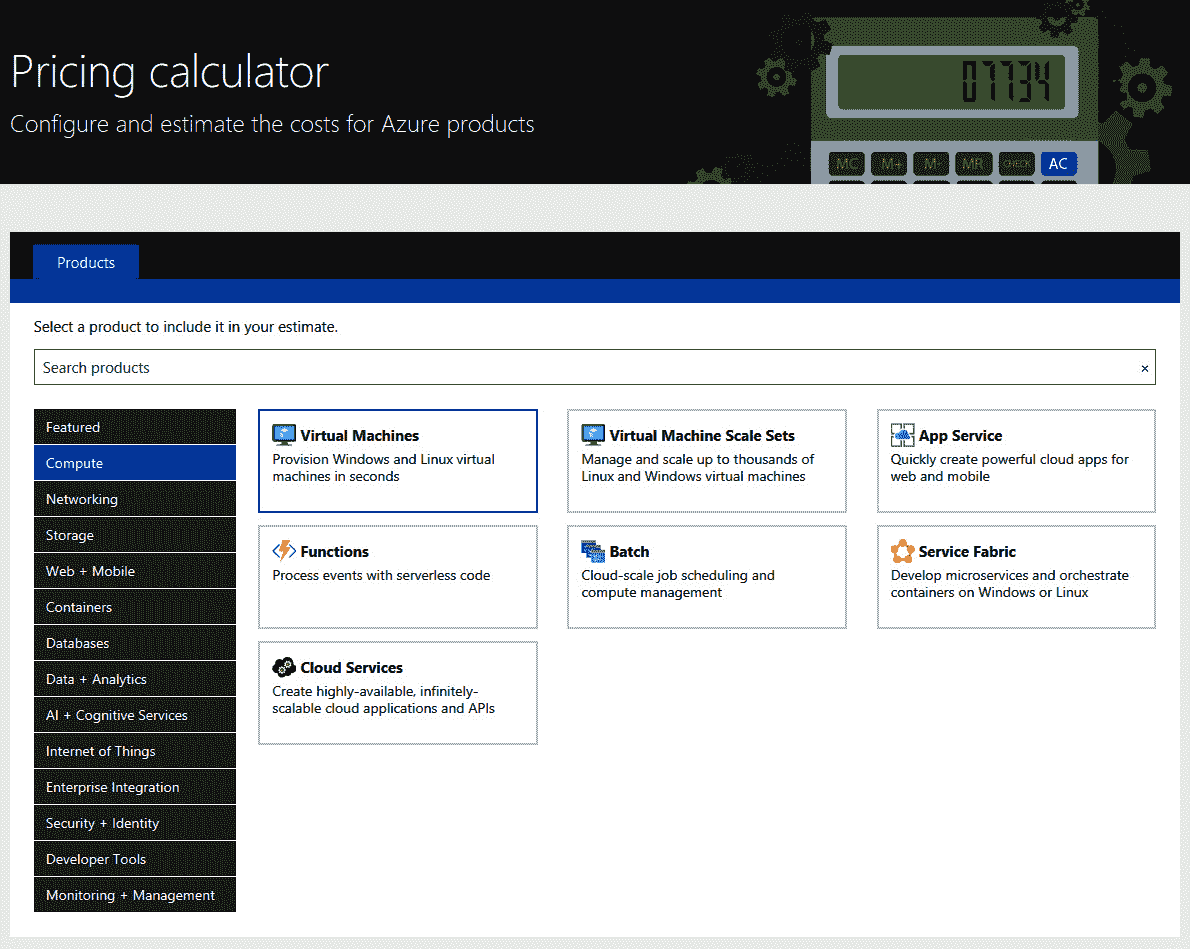 Pricing calculator
Configure and estimate the costs for Azure products
07734
MC M+ M- MR CHECK AC
Products
Select a product to include it in your estimate.
Search products ×
Featured
Compute
Networking
Storage
Web + Mobile
Containers
Databases
Data + Analytics
AI + Cognitive Services
Internet of Things
Enterprise Integration
Security + Identity
Developer Tools
Monitoring + Management
Virtual Machines
Provision Windows and Linux virtual
machines in seconds
Virtual Machine Scale Sets
Manage and scale up to thousands of
Linux and Windows virtual machines
App Service
Quickly create powerful cloud apps for
web and mobile
Functions
Process events with serverless code
Batch
Cloud-scale job scheduling and
compute management
Service Fabric
Develop microservices and orchestrate
containers on Windows or Linux
Cloud Services
Create highly-available, infinitely-
scalable cloud applications and APIs